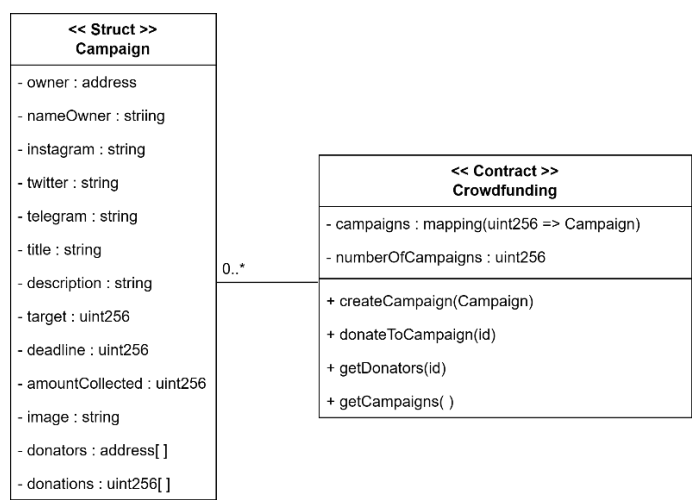 << Struct >>
Campaign
- owner : address
- nameOwner : striing
- instagram : string
- twitter : string
- telegram : string
- title : string
- description : string
- target : uint256
- deadline : uint256
- amountCollected : uint256
- image : string
- donators : address[ ]
- donations : uint256[ ]
0..*
<< Contract >>
Crowdfunding
- campaigns : mapping(uint256 => Campaign)
- numberOfCampaigns : uint256
+ createCampaign(Campaign)
+ donateToCampaign(id)
+ getDonators(id)
+ getCampaigns( )